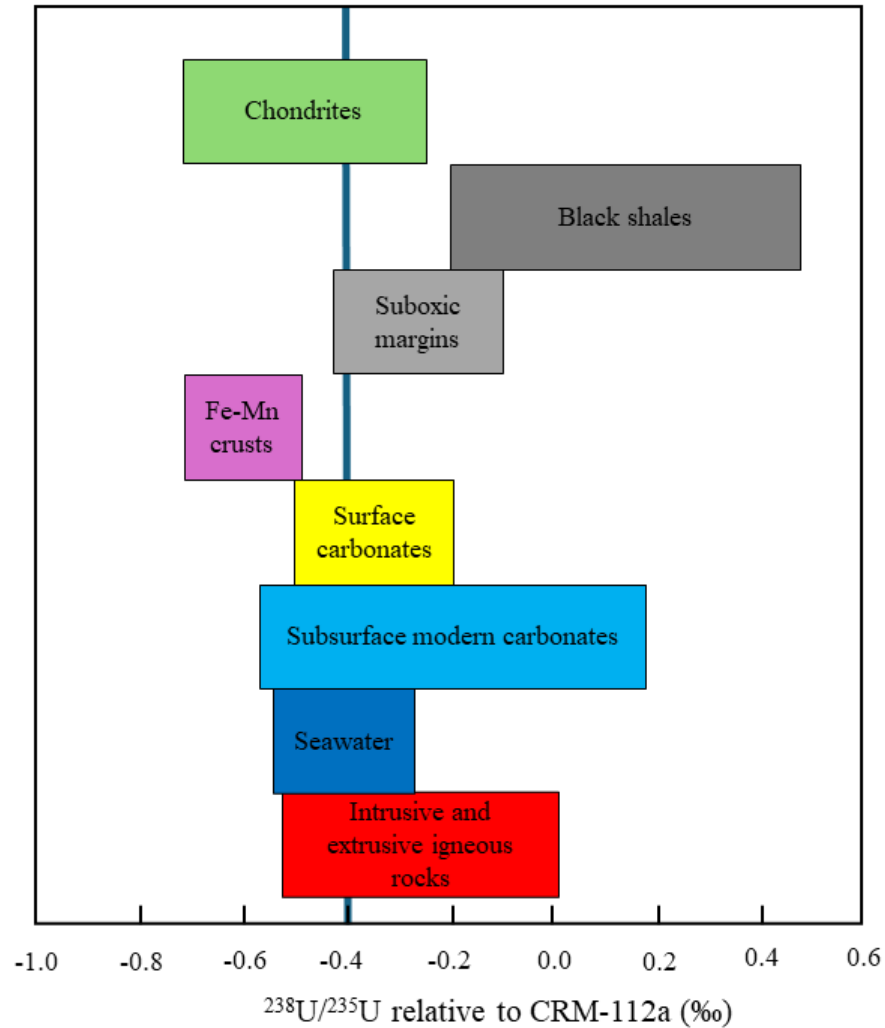 Chondrites
Black shales
Suboxic
margins
Fe-Mn
crusts
Surface
carbonates
Subsurface modern carbonates
Seawater
Intrusive and
extrusive igneous
rocks
-1.0 -0.8 -0.6 -0.4 -0.2 0.0 0.2 0.4 0.6
²³⁸U/²³⁵U relative to CRM-112a (‰)